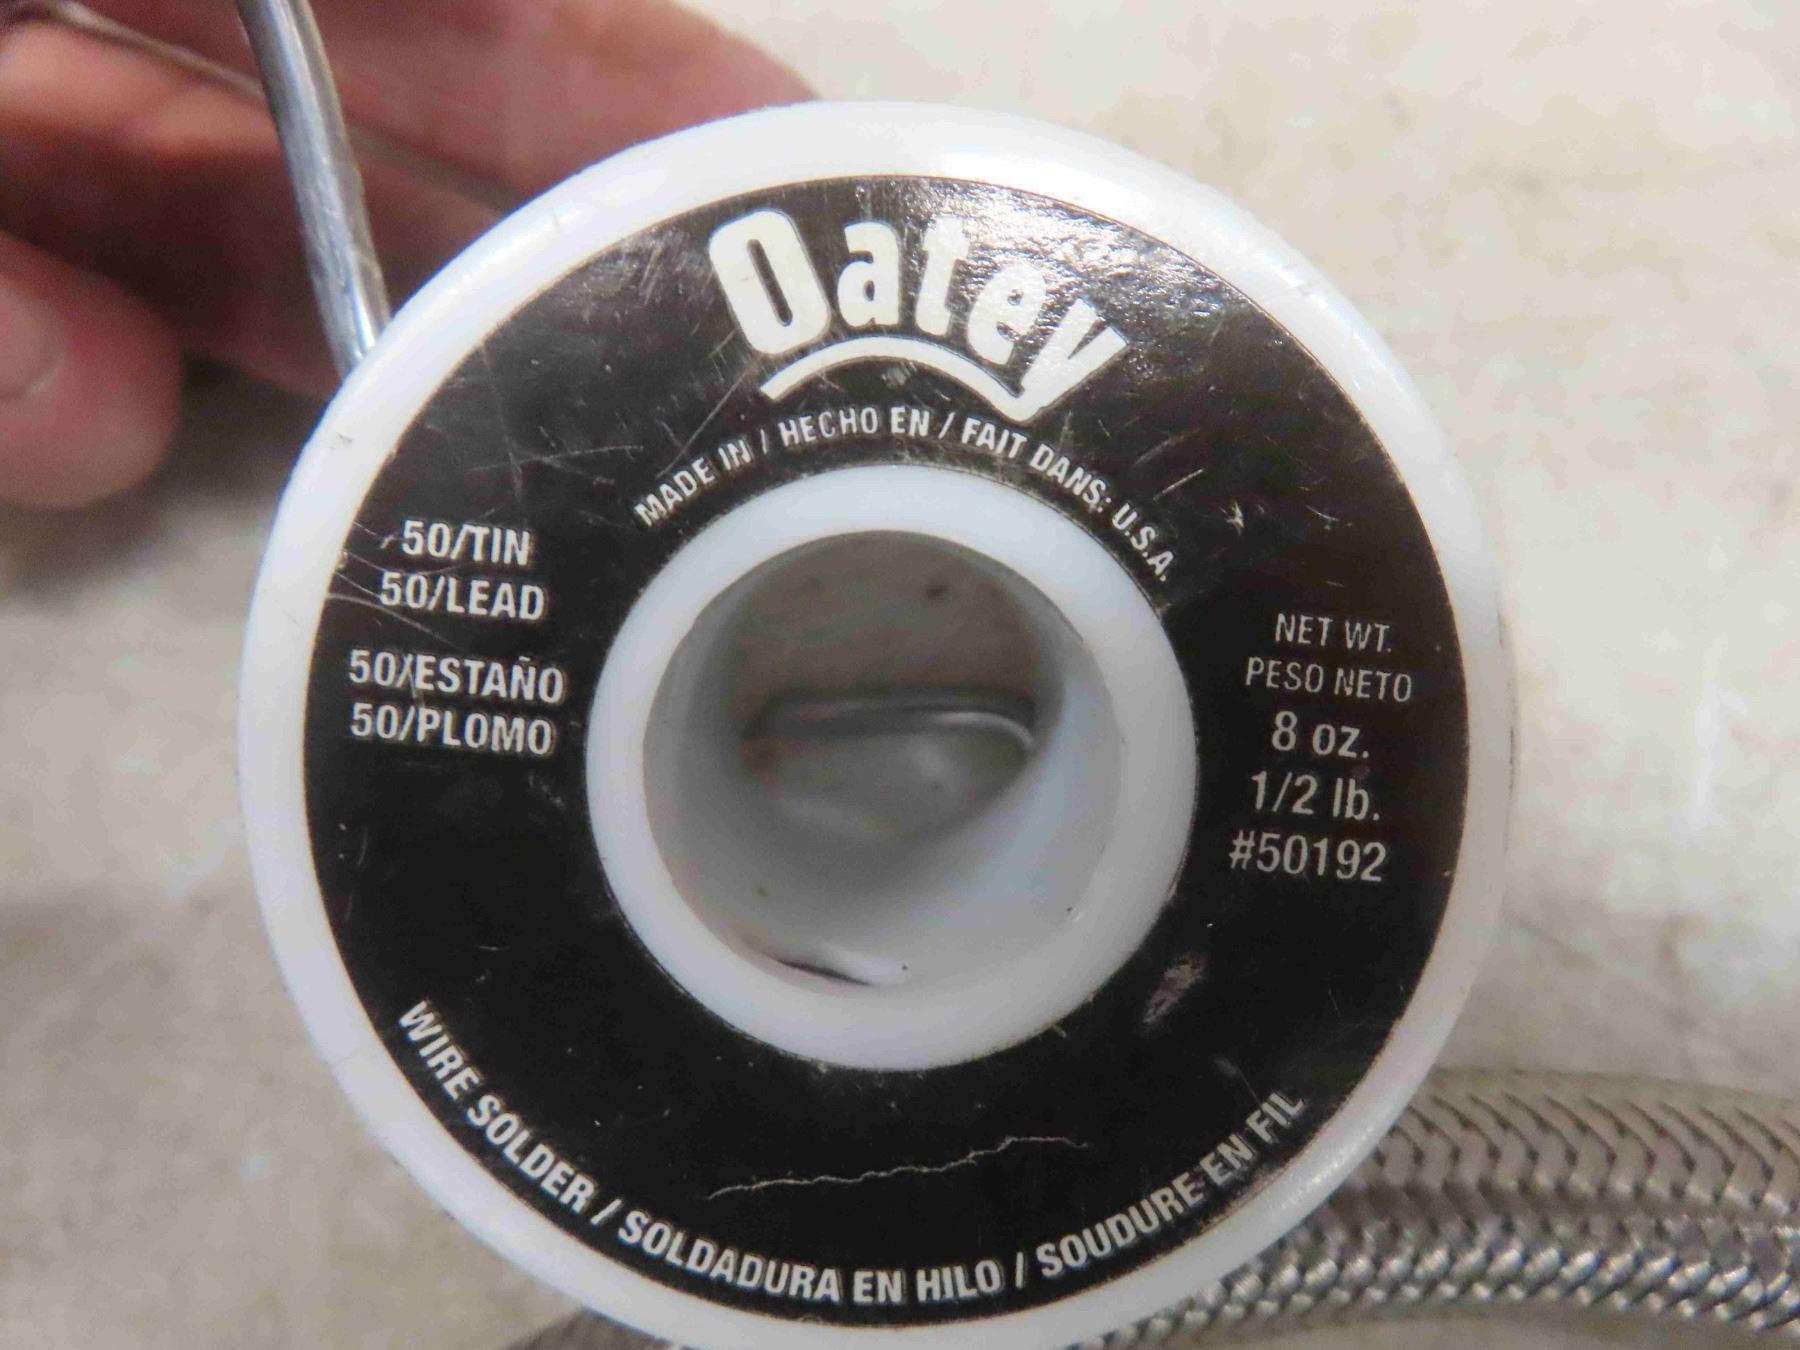 Oatey
MADE IN / HECHO EN / FAIT DANS: U.S.A.
50/TIN
50/LEAD
50/ESTAÑO
50/PLOMO
NET WT.
PESO NETO
8 oz.
1/2 lb.
#50192
WIRE SOLDER / SOLDADURA EN HILO / SOUDURE EN FIL